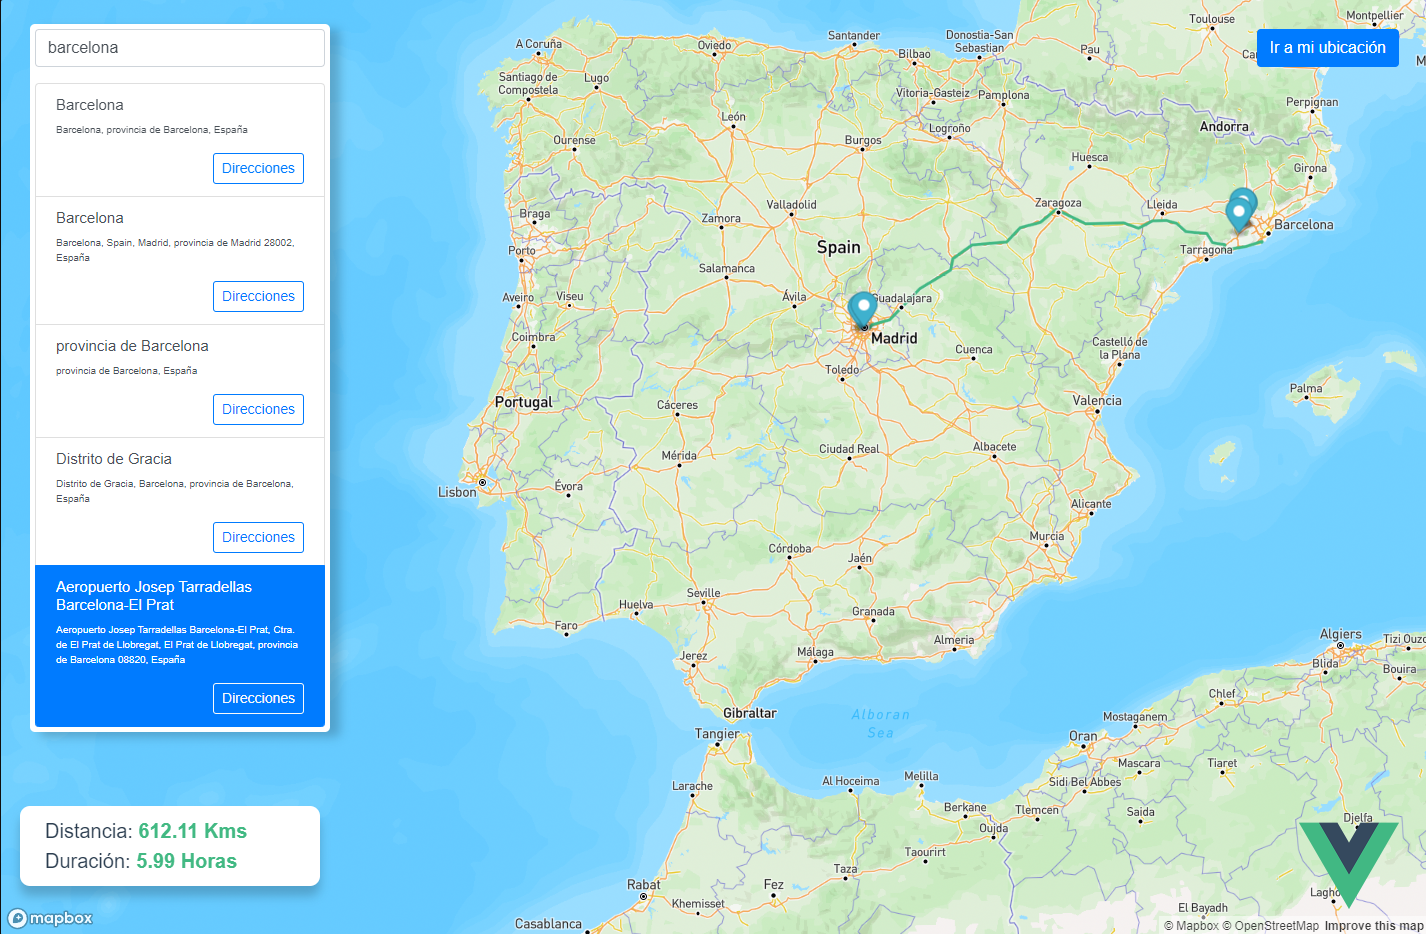 barcelona
Barcelona
Barcelona, provincia de Barcelona, España
Direcciones
Barcelona
Barcelona, Spain, Madrid, provincia de Madrid 28002,
España
Direcciones
provincia de Barcelona
provincia de Barcelona, España
Direcciones
Distrito de Gracia
Distrito de Gracia, Barcelona, provincia de Barcelona,
España
Direcciones
Aeropuerto Josep Tarradellas
Barcelona-El Prat
Aeropuerto Josep Tarradellas Barcelona-El Prat, Ctra.
de El Prat de Llobregat, El Prat de Llobregat, provincia
de Barcelona 08820, España
Direcciones
Distancia: 612.11 Kms
Duración: 5.99 Horas
mapbox
Ir a mi ubicación
Toulouse
Montpellier
Santander
Donostia-San
Sebastian
A Coruña
Oviedo
Bilbao
Pau
Santiago de
Compostela
Lugo
Vitoria-Gasteiz
Pamplona
Perpignan
León
Logroño
Andorra
Ourense
Burgos
Huesca
Girona
Zaragoza
Lleida
Valladolid
Braga
Zamora
Barcelona
Porto
Spain
Tarragona
Salamanca
Aveiro
Viseu
Ávila
Guadalajara
Coimbra
Madrid
Castelló de
la Plana
Cuenca
Toledo
Palma
Portugal
Cáceres
Valencia
Ciudad Real
Albacete
Mérida
Lisbon
Évora
Alicante
Murcia
Córdoba
Jaén
Seville
Huelva
Granada
Faro
Almeria
Algiers
Tizi Ouz
Jerez
Málaga
Blida
Bouira
Chlef
Gibraltar
Alboran
Sea
Mostaganem
Tangier
Oran
Mascara
Tiaret
Larache
Al Hoceima
Melilla
Sidi Bel Abbes
Berkane
Tlemcen
Saida
Djelfa
Oujda
Taourirt
Taza
Rabat
Fez
Khemisset
Lagho
El Bayadh
Casablanca
© Mapbox © OpenStreetMap Improve this map